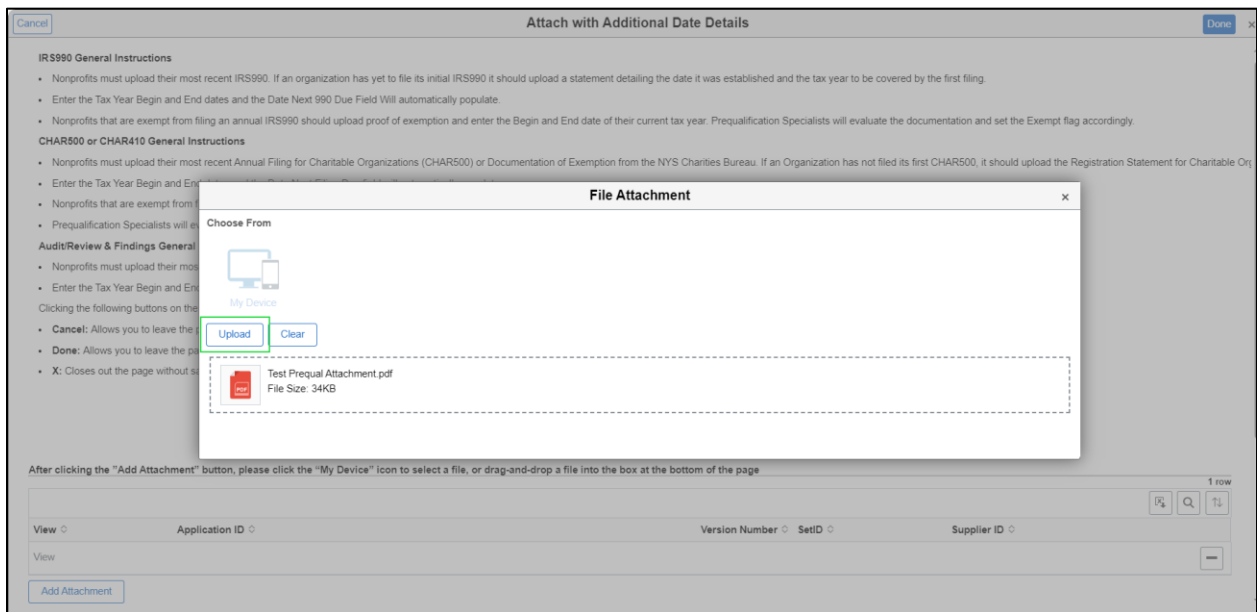 Cancel
Attach with Additional Date Details
Done
×
IRS990 General Instructions
• Nonprofits must upload their most recent IRS990. If an organization has yet to file its initial IRS990 it should upload a statement detailing the date it was established and the tax year to be covered by the first filing.
• Enter the Tax Year Begin and End dates and the Date Next 990 Due Field Will automatically populate.
• Nonprofits that are exempt from filing an annual IRS990 should upload proof of exemption and enter the Begin and End date of their current tax year. Prequalification Specialists will evaluate the documentation and set the Exempt flag accordingly.
CHAR500 or CHAR410 General Instructions
• Nonprofits must upload their most recent Annual Filing for Charitable Organizations (CHAR500) or Documentation of Exemption from the NYS Charities Bureau. If an Organization has not filed its first CHAR500, it should upload the Registration Statement for Charitable Org
• Enter the Tax Year Begin and End
• Nonprofits that are exempt from f
• Prequalification Specialists will ev
Audit/Review & Findings General
• Nonprofits must upload their mos
• Enter the Tax Year Begin and En
Clicking the following buttons on the
• Cancel: Allows you to leave the p
• Done: Allows you to leave the pa
• X: Closes out the page without sa
File Attachment
×
Choose From
My Device
Upload
Clear
PDF
Test Prequal Attachment.pdf
File Size: 34KB
After clicking the "Add Attachment" button, please click the “My Device” icon to select a file, or drag-and-drop a file into the box at the bottom of the page
1 row
View Application ID Version Number SetID Supplier ID
View
Add Attachment